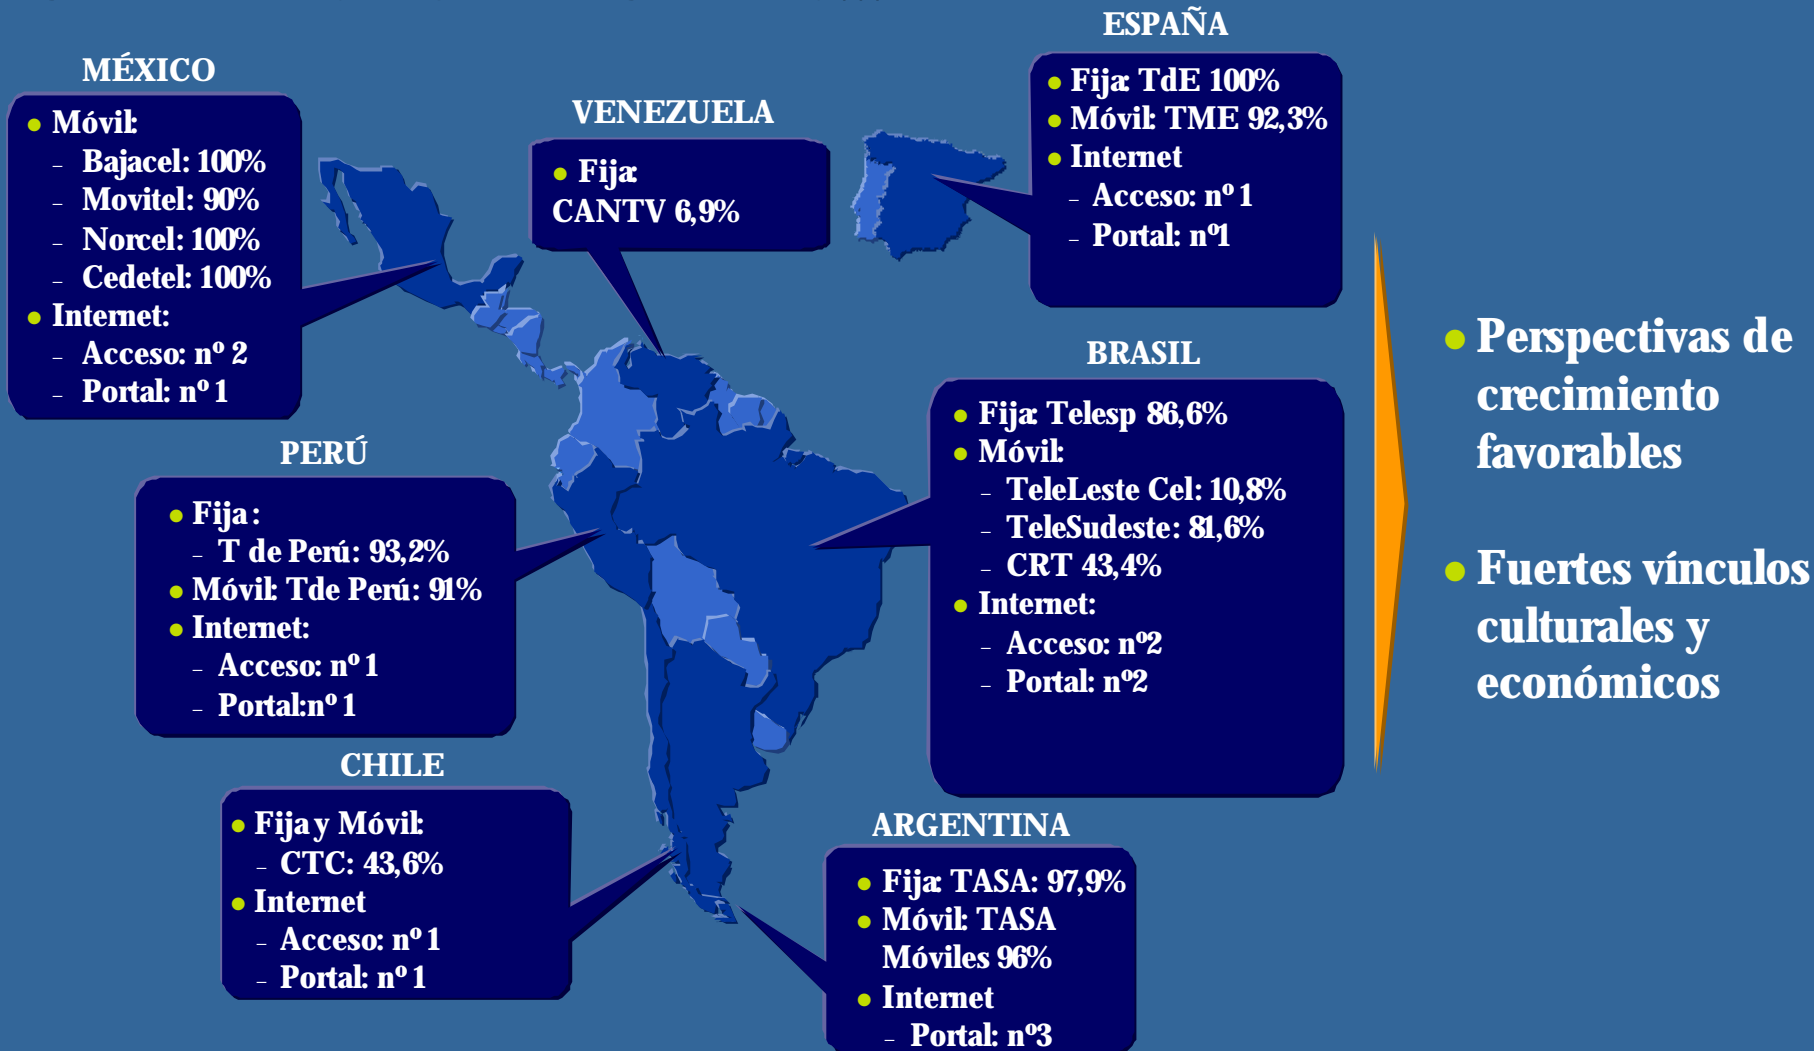 MÉXICO
● Móvil:
– Bajacel: 100%
– Movitel: 90%
– Norcel: 100%
– Cedetel: 100%
● Internet:
– Acceso: nº 2
– Portal: nº 1
VENEZUELA
● Fija:
CANTV 6,9%
ESPAÑA
● Fija: TdE 100%
● Móvil: TME 92,3%
● Internet
– Acceso: nº 1
– Portal: nº1
PERÚ
● Fija :
– T de Perú: 93,2%
● Móvil: Tde Perú: 91%
● Internet:
– Acceso: nº 1
– Portal:nº 1
BRASIL
● Fija: Telesp 86,6%
● Móvil:
– TeleLeste Cel: 10,8%
– TeleSudeste: 81,6%
– CRT 43,4%
● Internet:
– Acceso: nº2
– Portal: nº2
CHILE
● Fija y Móvil:
– CTC: 43,6%
● Internet
– Acceso: nº 1
– Portal: nº 1
ARGENTINA
● Fija: TASA: 97,9%
● Móvil: TASA
Móviles 96%
● Internet
– Portal: nº3
● Perspectivas de
crecimiento
favorables
● Fuertes vínculos
culturales y
económicos